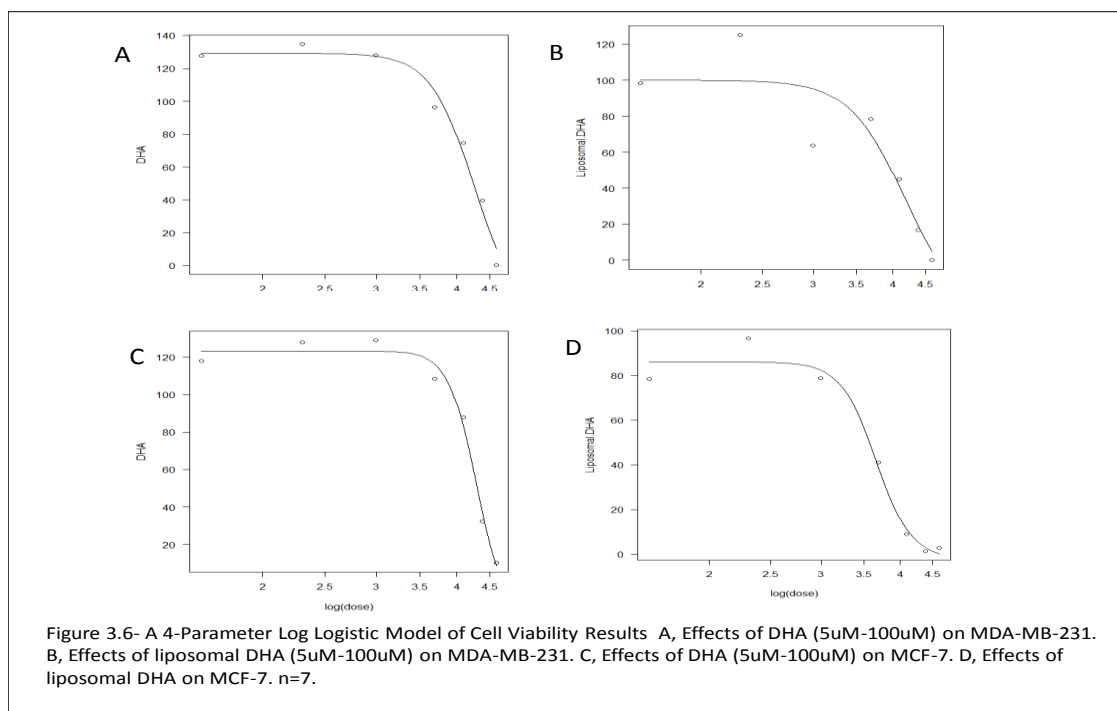 A
DHA
140
120
100
80
60
40
20
0
2 2.5 3 3.5 4 4.5
B
Liposomal.DHA
120
100
80
60
40
20
0
2 2.5 3 3.5 4 4.5
C
DHA
120
100
80
60
40
20
2 2.5 3 3.5 4 4.5
log(dose)
D
Liposomal.DHA
100
80
60
40
20
0
2 2.5 3 3.5 4 4.5
log(dose)
Figure 3.6- A 4-Parameter Log Logistic Model of Cell Viability Results A, Effects of DHA (5uM-100uM) on MDA-MB-231.
B, Effects of liposomal DHA (5uM-100uM) on MDA-MB-231. C, Effects of DHA (5uM-100uM) on MCF-7. D, Effects of
liposomal DHA on MCF-7. n=7.